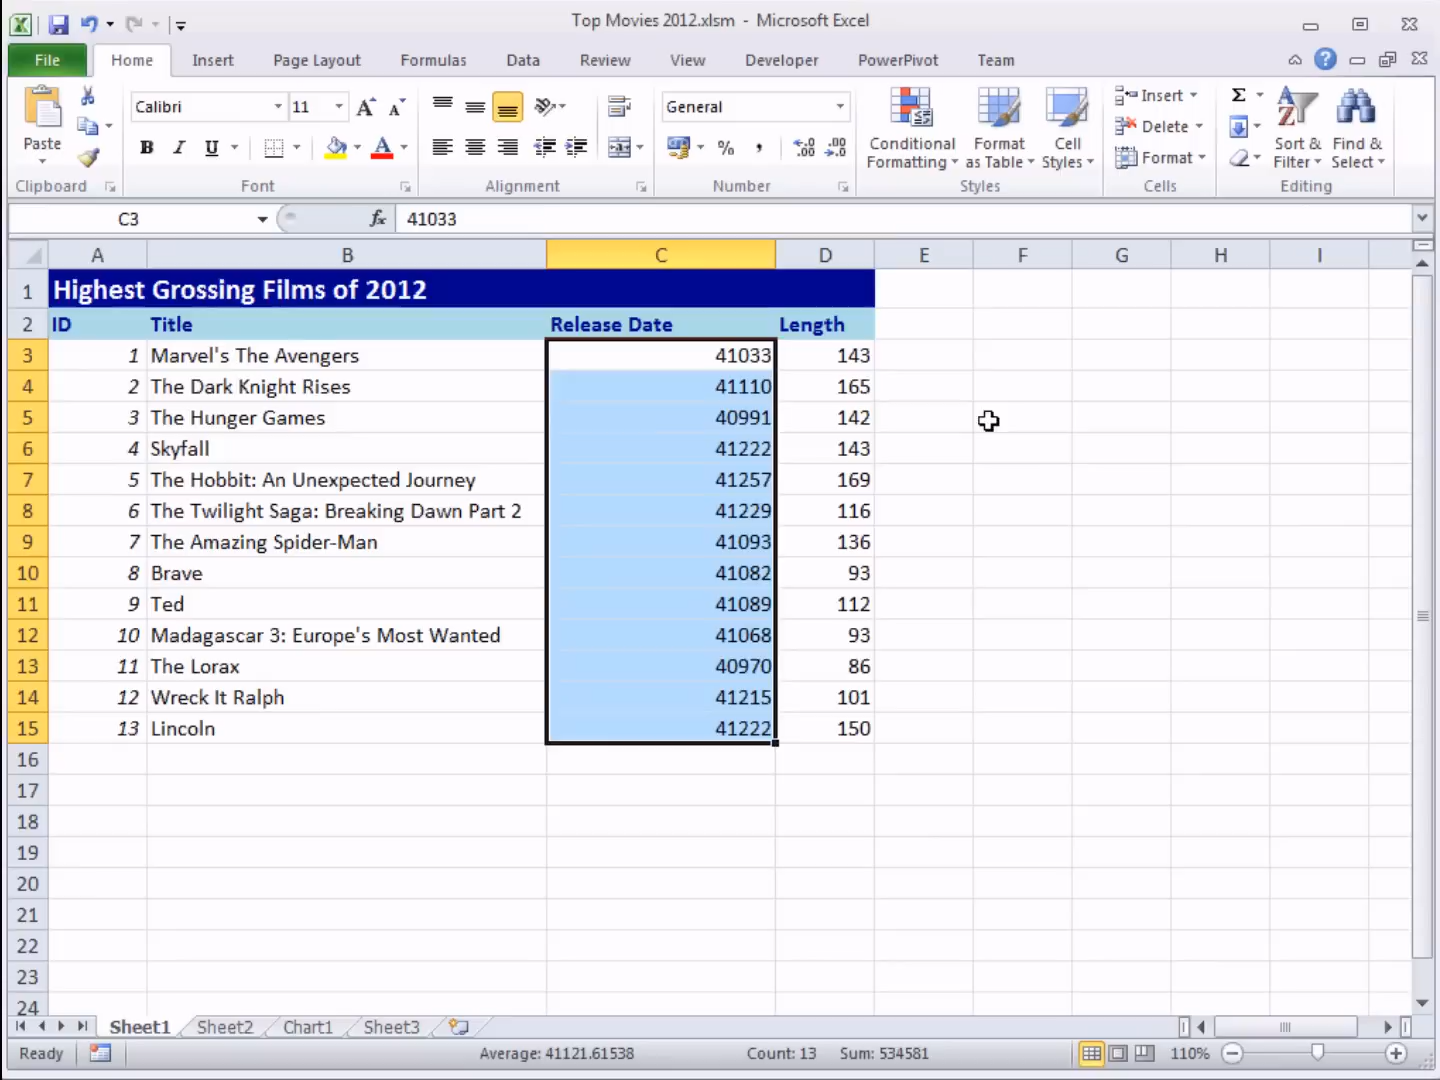 Top Movies 2012.xlsm - Microsoft Excel
File Home Insert Page Layout Formulas Data Review View Developer PowerPivot Team
Calibri 11 General Insert
Delete
Format
Paste B I U % Conditional Formatting Format as Table Cell Styles Sort & Filter Find & Select
Clipboard Font Alignment Number Styles Cells Editing
C3 fx 41033
A B C D E F G H I
1 Highest Grossing Films of 2012
2 ID Title Release Date Length
3 1 Marvel's The Avengers 41033 143
4 2 The Dark Knight Rises 41110 165
5 3 The Hunger Games 40991 142
6 4 Skyfall 41222 143
7 5 The Hobbit: An Unexpected Journey 41257 169
8 6 The Twilight Saga: Breaking Dawn Part 2 41229 116
9 7 The Amazing Spider-Man 41093 136
10 8 Brave 41082 93
11 9 Ted 41089 112
12 10 Madagascar 3: Europe's Most Wanted 41068 93
13 11 The Lorax 40970 86
14 12 Wreck It Ralph 41215 101
15 13 Lincoln 41222 150
16
17
18
19
20
21
22
23
24
Sheet1 Sheet2 Chart1 Sheet3
Ready Average: 41121.61538 Count: 13 Sum: 534581 110%